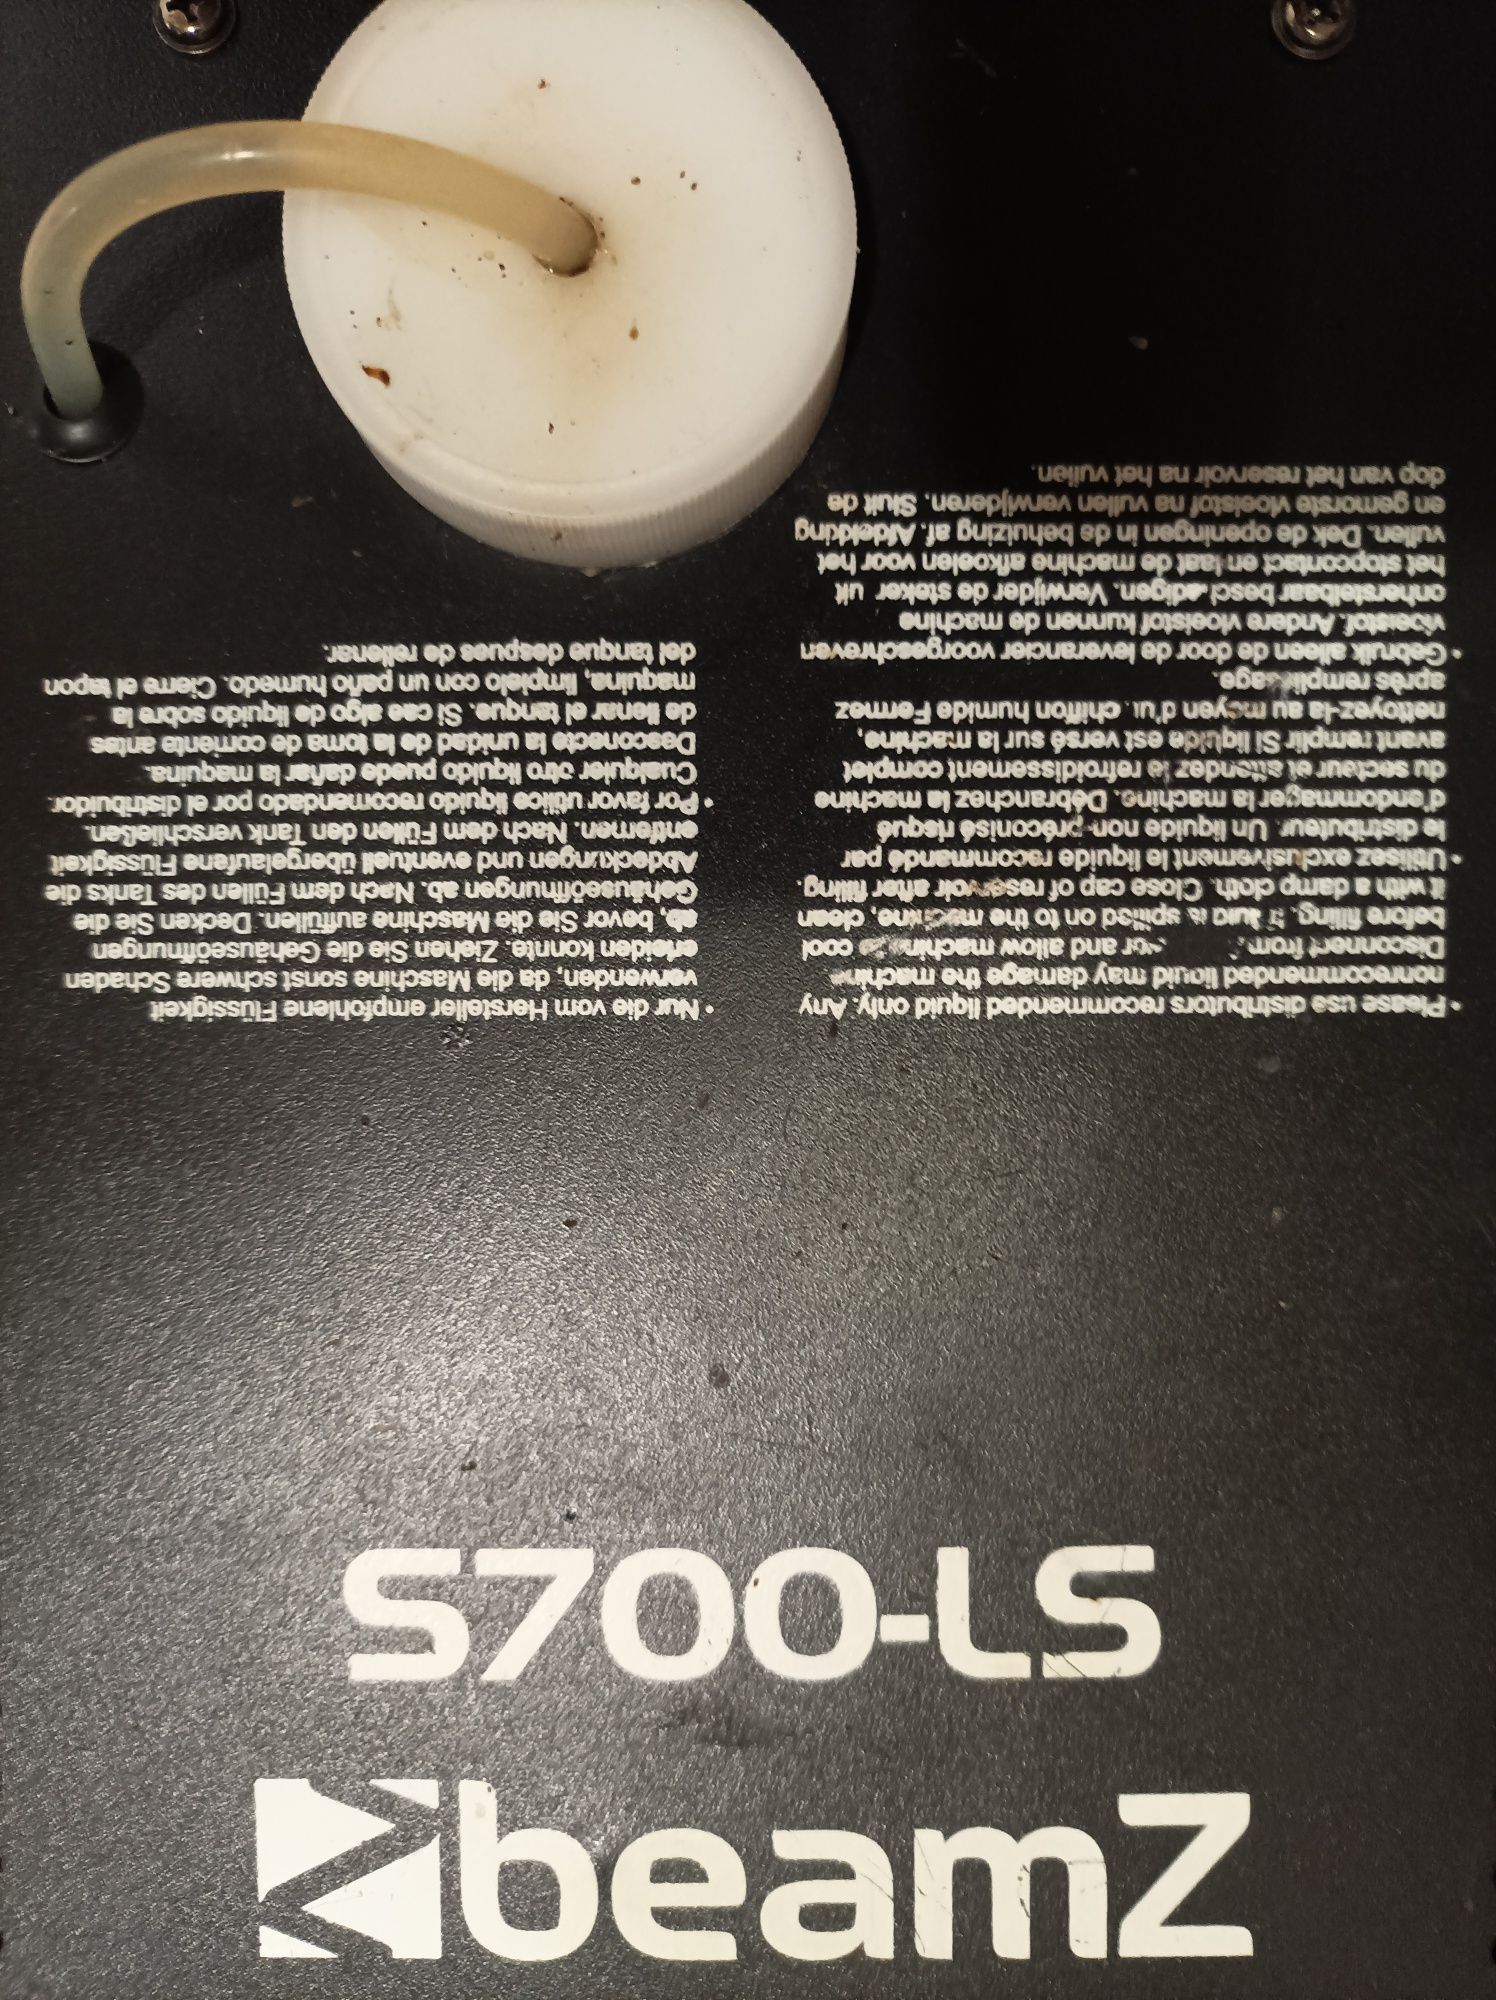 • Please use distributors recommended liquid only. Any
nonrecommended liquid may damage the machine
Disconnect from and allow machine cool
before filling. If fluid is spilled on to the machine, clean
it with a damp cloth. Close cap of reservoir after filling.
• Utilisez exclusivement le liquide recommandé par
le distributeur. Un liquide non-préconisé risqué
d'endommager la machine. Débranchez la machine
du secteur et attendez le refroidissement complet
avant remplir Si liquide est versé sur la machine,
nettoyez-la au moyen d'un chiffon humide Fermez
après remplissage.
• Gebruik alleen de door de leverancier voorgeschreven
vloeistof. Andere vloeistof kunnen de machine
onherstelbaar beschadigen. Verwijder de steker uit
het stopcontact en laat de machine afkoelen voor het
vullen. Dek de openingen in de behuizing af. Afdekking
en gemorste vloeistof na vullen verwijderen. Sluit de
dop van het reservoir na het vullen.
• Nur die vom Hersteller empfohlene Flüssigkeit
verwenden, da die Maschine sonst schwere Schaden
erleiden konnte. Ziehen Sie die Gehäuseöffnungen
ab, bevor Sie die Maschine auffüllen. Decken Sie die
Gehäuseöffnungen ab. Nach dem Füllen des Tanks die
Abdeckungen und eventuell übergelaufene Flüssigkeit
entfernen. Nach dem Füllen den Tank verschließen.
• Por favor utilice liquido recomendado por el distribuidor.
Cualquier otro liquido puede dañar la maquina.
Desconecte la unidad de la toma de corriente antes
de llenar el tanque. Si cae algo de liquido sobre la
maquina, limpielo con un paño humedo. Cierre el tapon
del tanque despues de rellenar.
S700-LS
beamZ